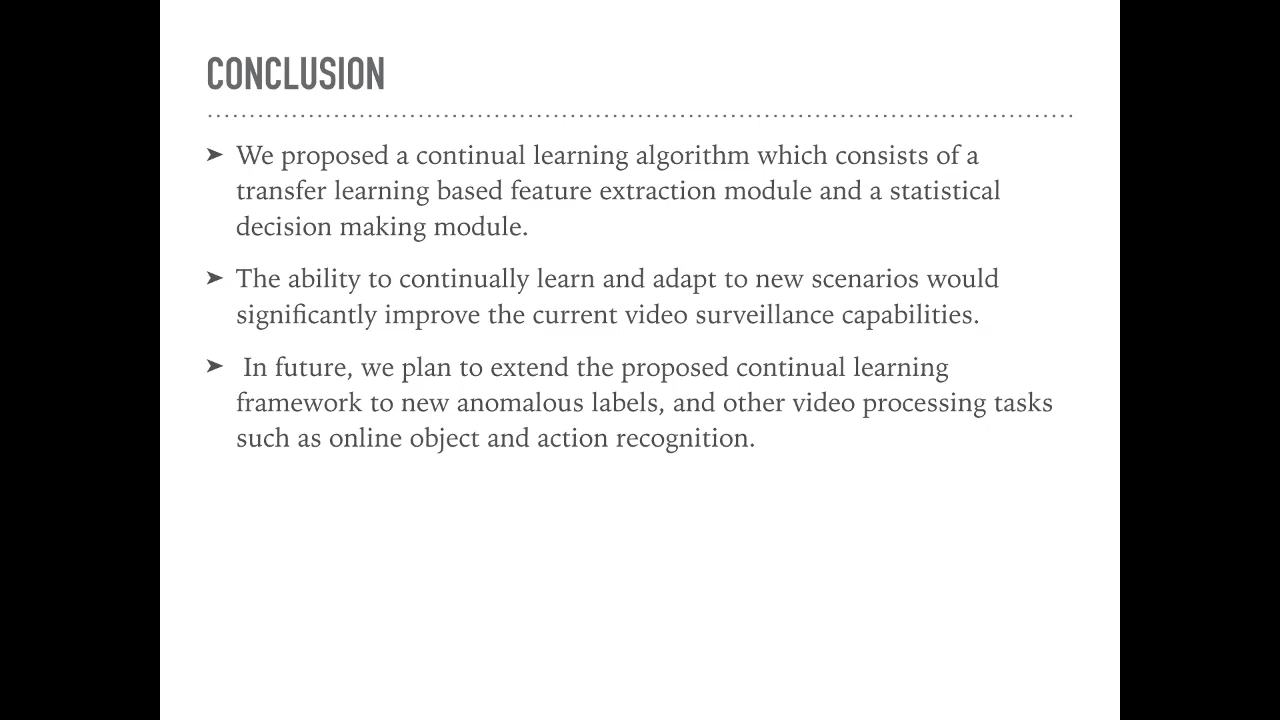 CONCLUSION
➤ We proposed a continual learning algorithm which consists of a
transfer learning based feature extraction module and a statistical
decision making module.
➤ The ability to continually learn and adapt to new scenarios would
significantly improve the current video surveillance capabilities.
➤ In future, we plan to extend the proposed continual learning
framework to new anomalous labels, and other video processing tasks
such as online object and action recognition.